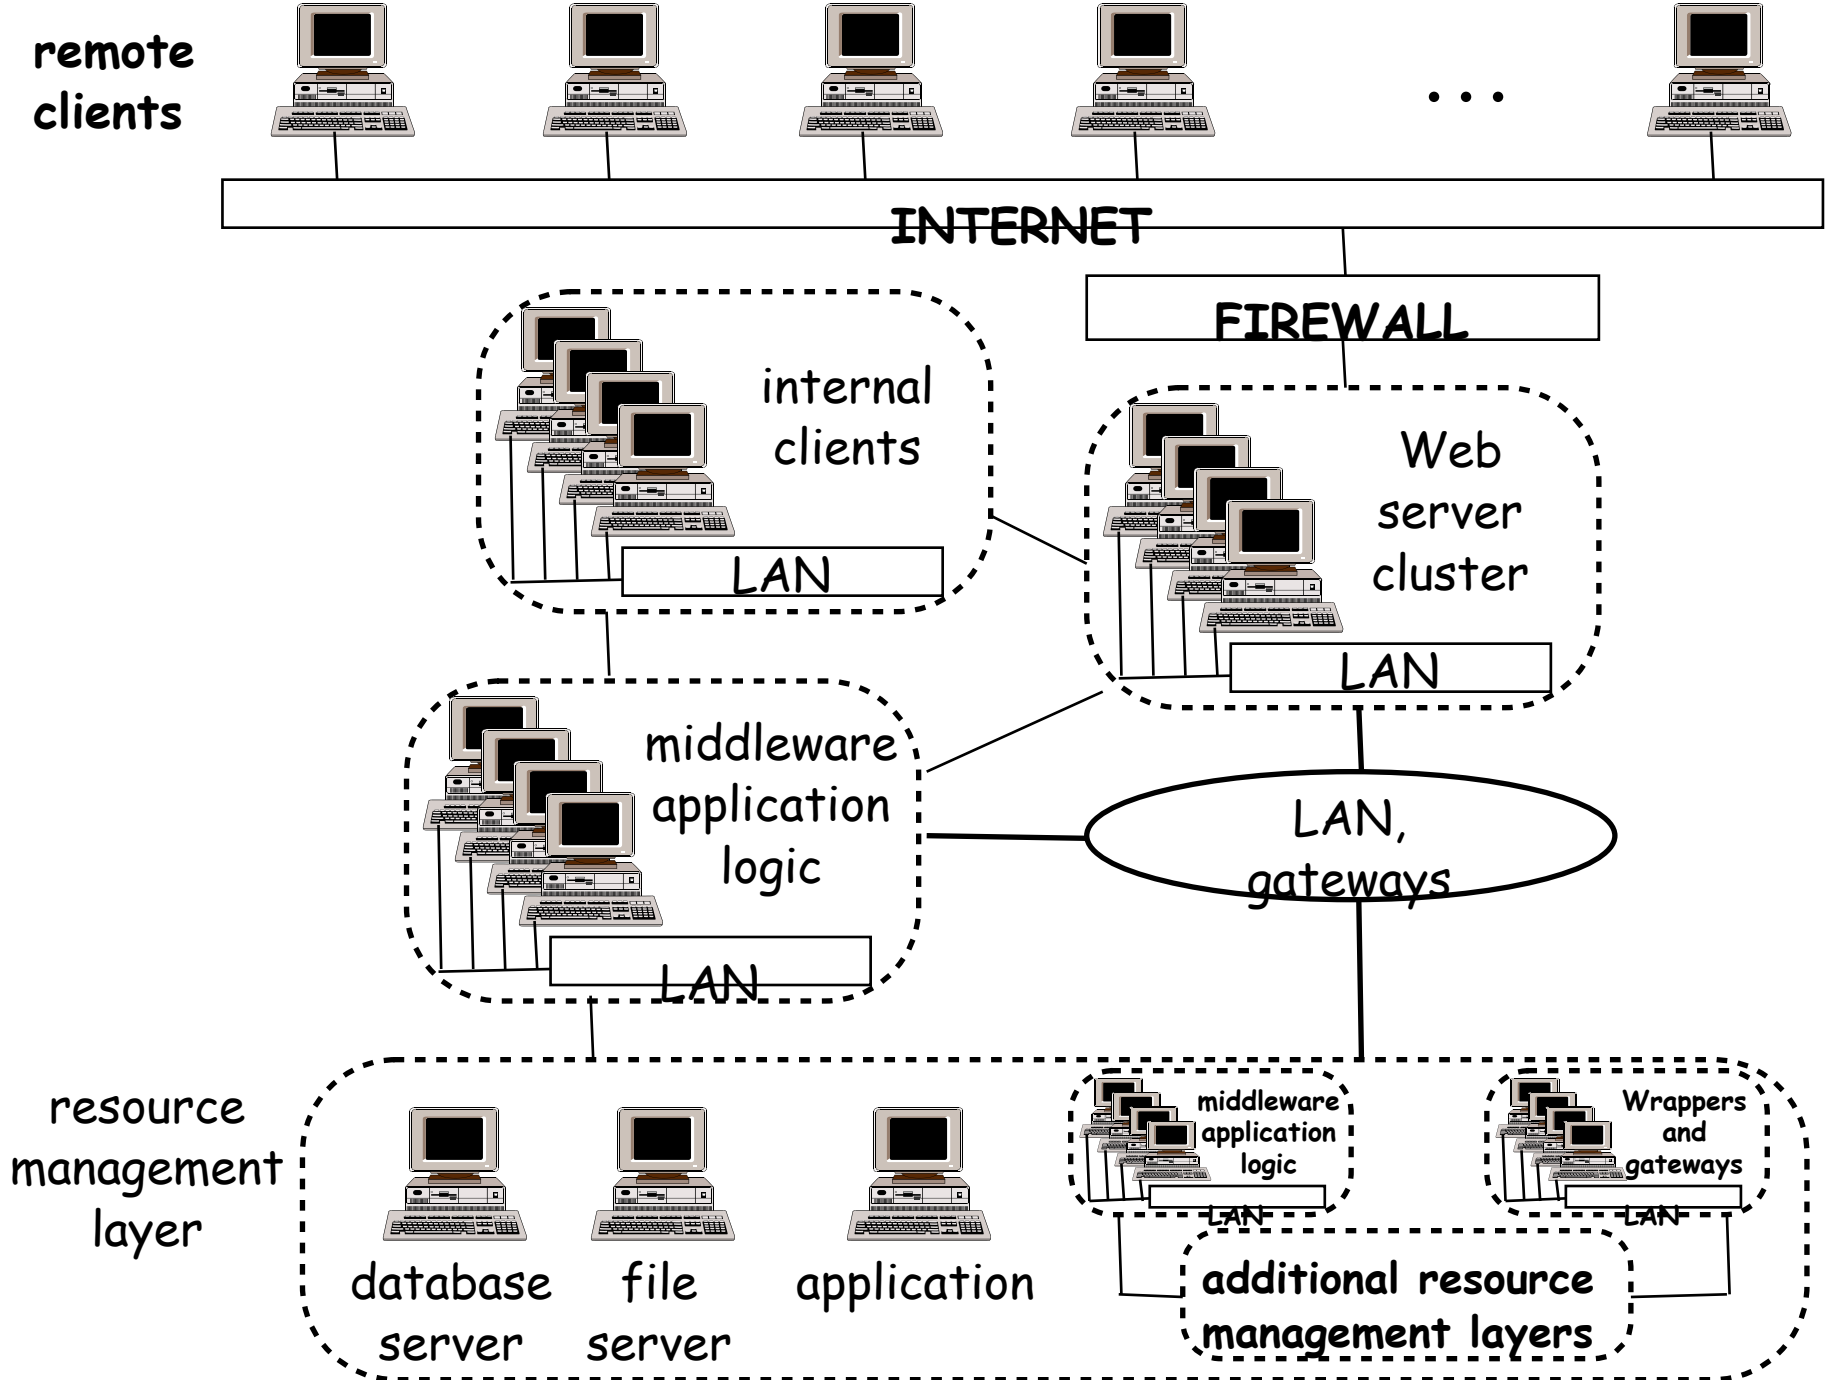 remote
clients
. . .
INTERNET
FIREWALL
internal
clients
LAN
Web
server
cluster
LAN
middleware
application
logic
LAN
LAN,
gateways
resource
management
layer
database
server
file
server
application
middleware
application
logic
LAN
Wrappers
and
gateways
LAN
additional resource
management layers